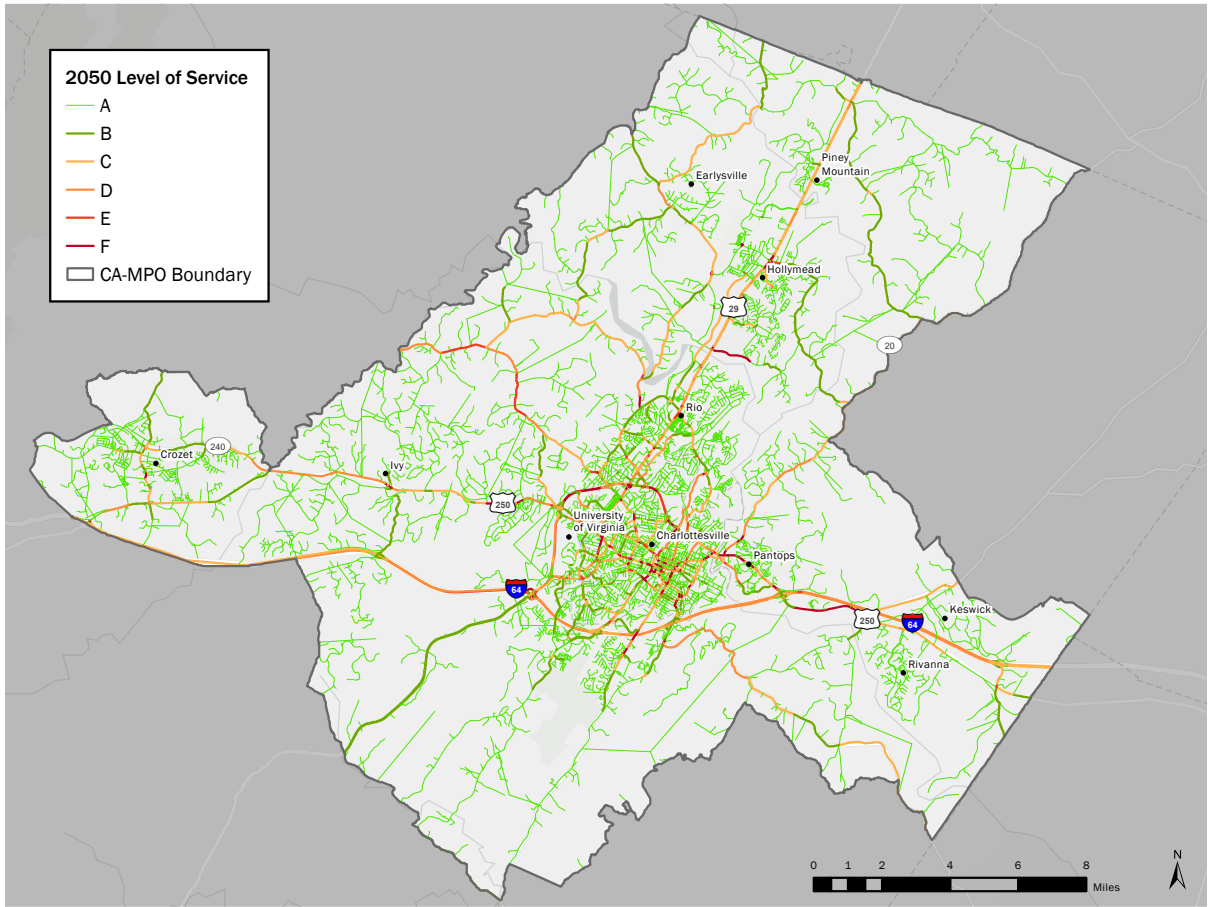 2050 Level of Service
A
B
C
D
E
F
CA-MPO Boundary
Piney
Mountain
Earlysville
Hollymead
29
20
Rio
240
Crozet
Ivy
250
University
of Virginia
Charlottesville
Pantops
64
250
64
Keswick
Rivanna
0 1 2 4 6 8
Miles
N